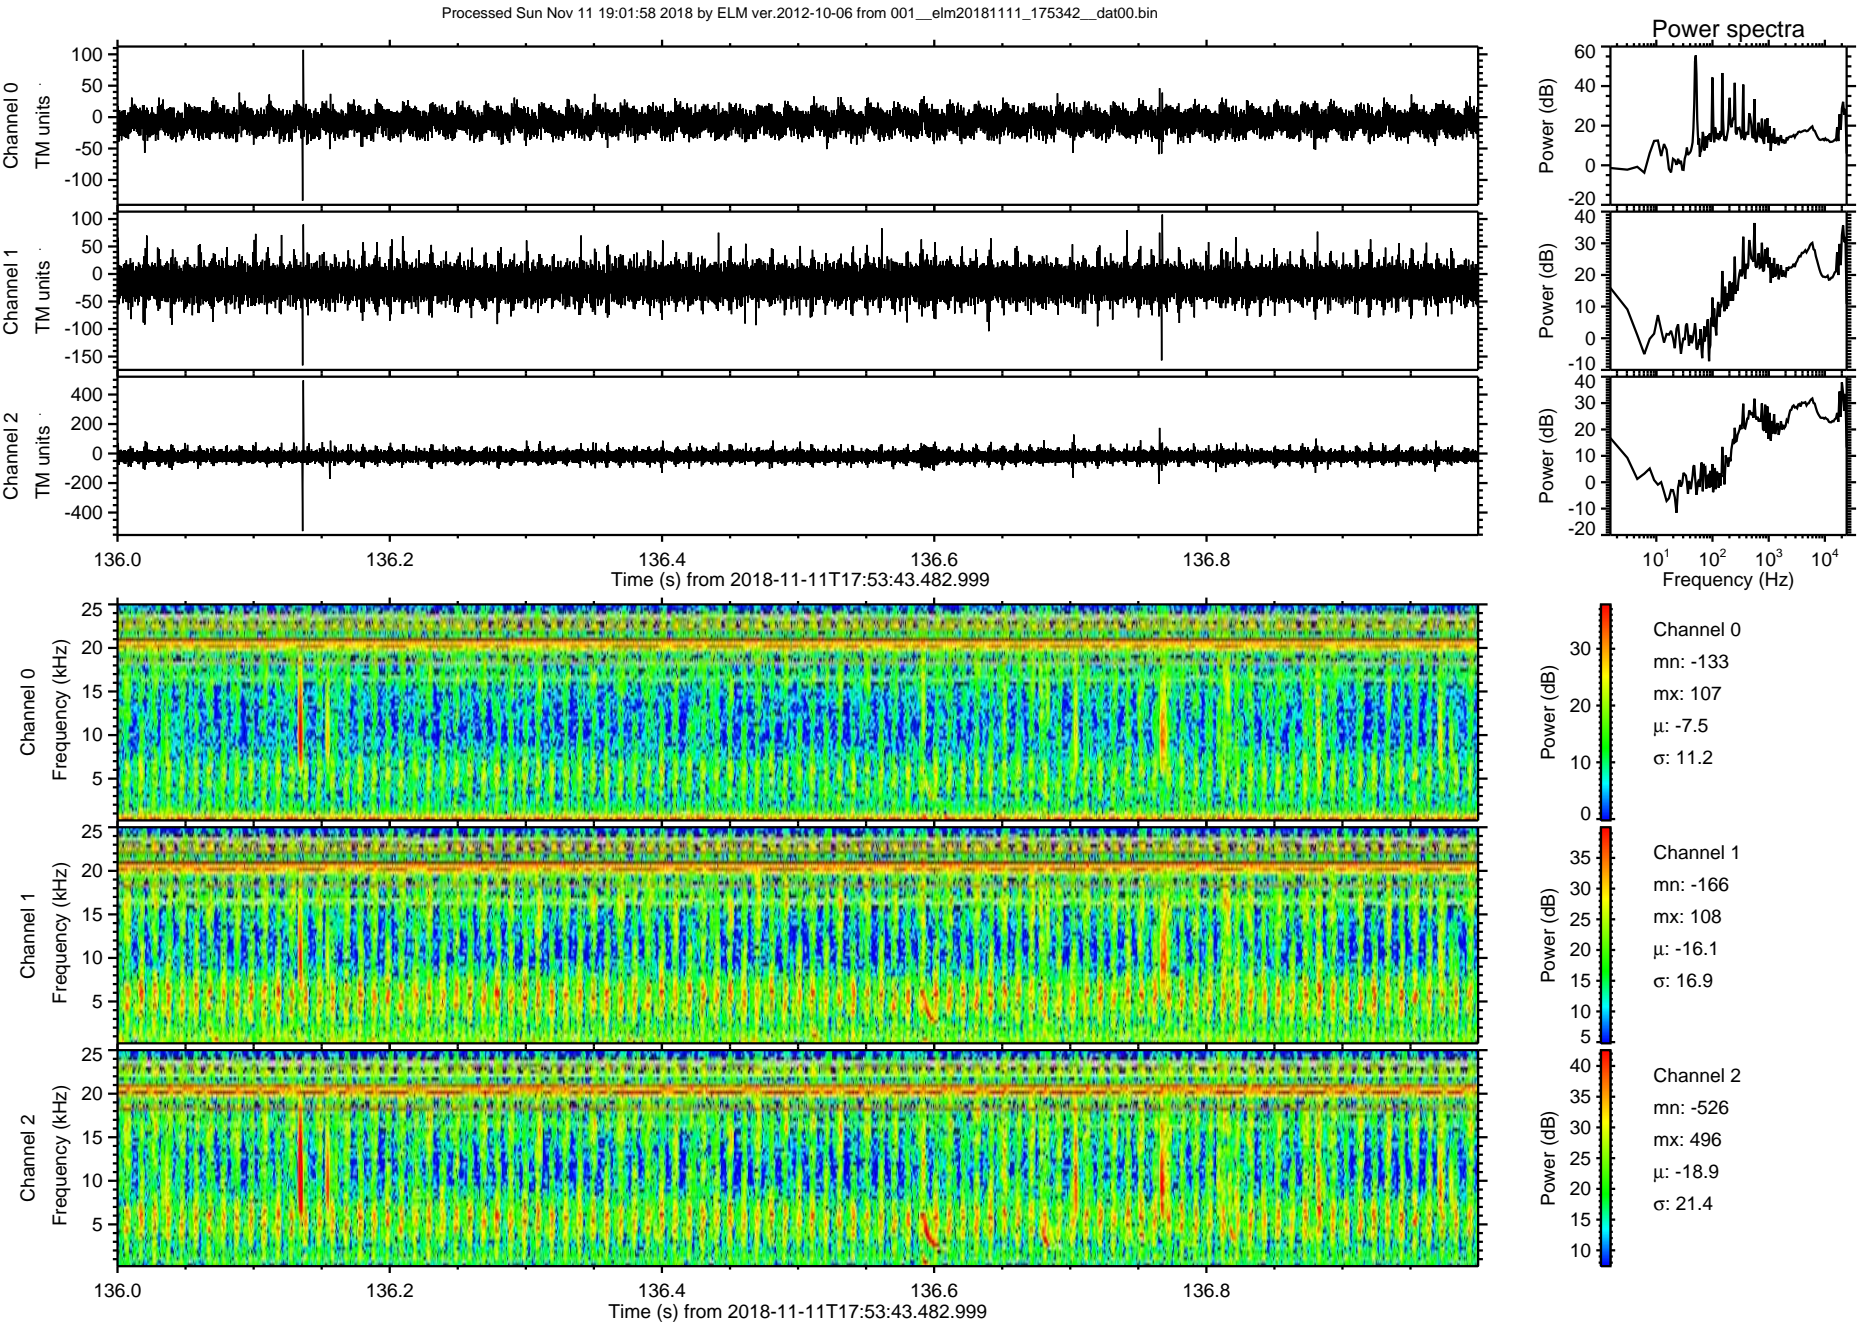 Processed Sun Nov 11 19:01:58 2018 by ELM ver.2012-10-06 from 001__elm20181111_175342__dat00.bin
Power spectra
Channel 0
TM units
100
50
0
-50
-100
Power (dB)
60
40
20
0
-20
Channel 1
TM units
100
50
0
-50
-100
-150
Power (dB)
40
30
20
10
0
-10
Channel 2
TM units
400
200
0
-200
-400
Power (dB)
40
30
20
10
0
-10
-20
136.0 136.2 136.4 136.6 136.8
Time (s) from 2018-11-11T17:53:43.482.999
10¹ 10² 10³ 10⁴
Frequency (Hz)
Channel 0
Frequency (kHz)
25
20
15
10
5
Power (dB)
30
20
10
0
Channel 0
mn: -133
mx: 107
μ: -7.5
σ: 11.2
Channel 1
Frequency (kHz)
25
20
15
10
5
Power (dB)
35
30
25
20
15
10
5
Channel 1
mn: -166
mx: 108
μ: -16.1
σ: 16.9
Channel 2
Frequency (kHz)
25
20
15
10
5
Power (dB)
40
35
30
25
20
15
10
Channel 2
mn: -526
mx: 496
μ: -18.9
σ: 21.4
136.0 136.2 136.4 136.6 136.8
Time (s) from 2018-11-11T17:53:43.482.999